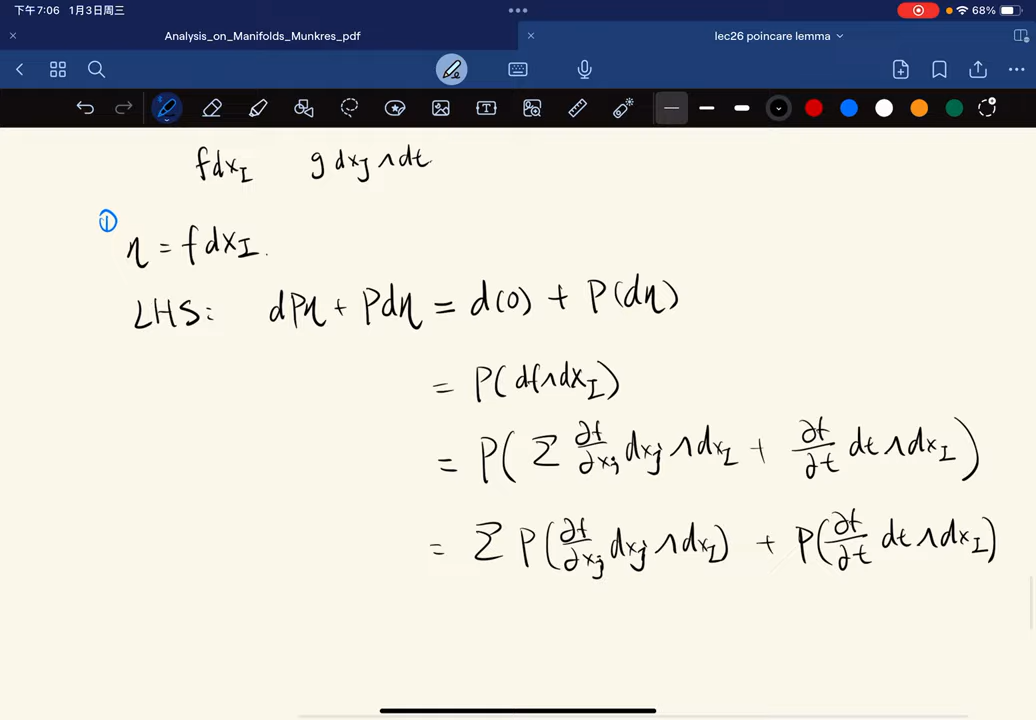 下午7:06 1月3日周三
68%
Analysis_on_Manifolds_Munkres_pdf
lec26 poincare lemma
f dx_I g dx_J ∧ dt
①
η = f dx_I.
LHS: dPη + Pdη = d(0) + P(dη)
= P(df ∧ dx_I)
= P( Σ ∂f/∂x_j dx_j ∧ dx_I + ∂f/∂t dt ∧ dx_I )
= Σ P( ∂f/∂x_j dx_j ∧ dx_I ) + P( ∂f/∂t dt ∧ dx_I )